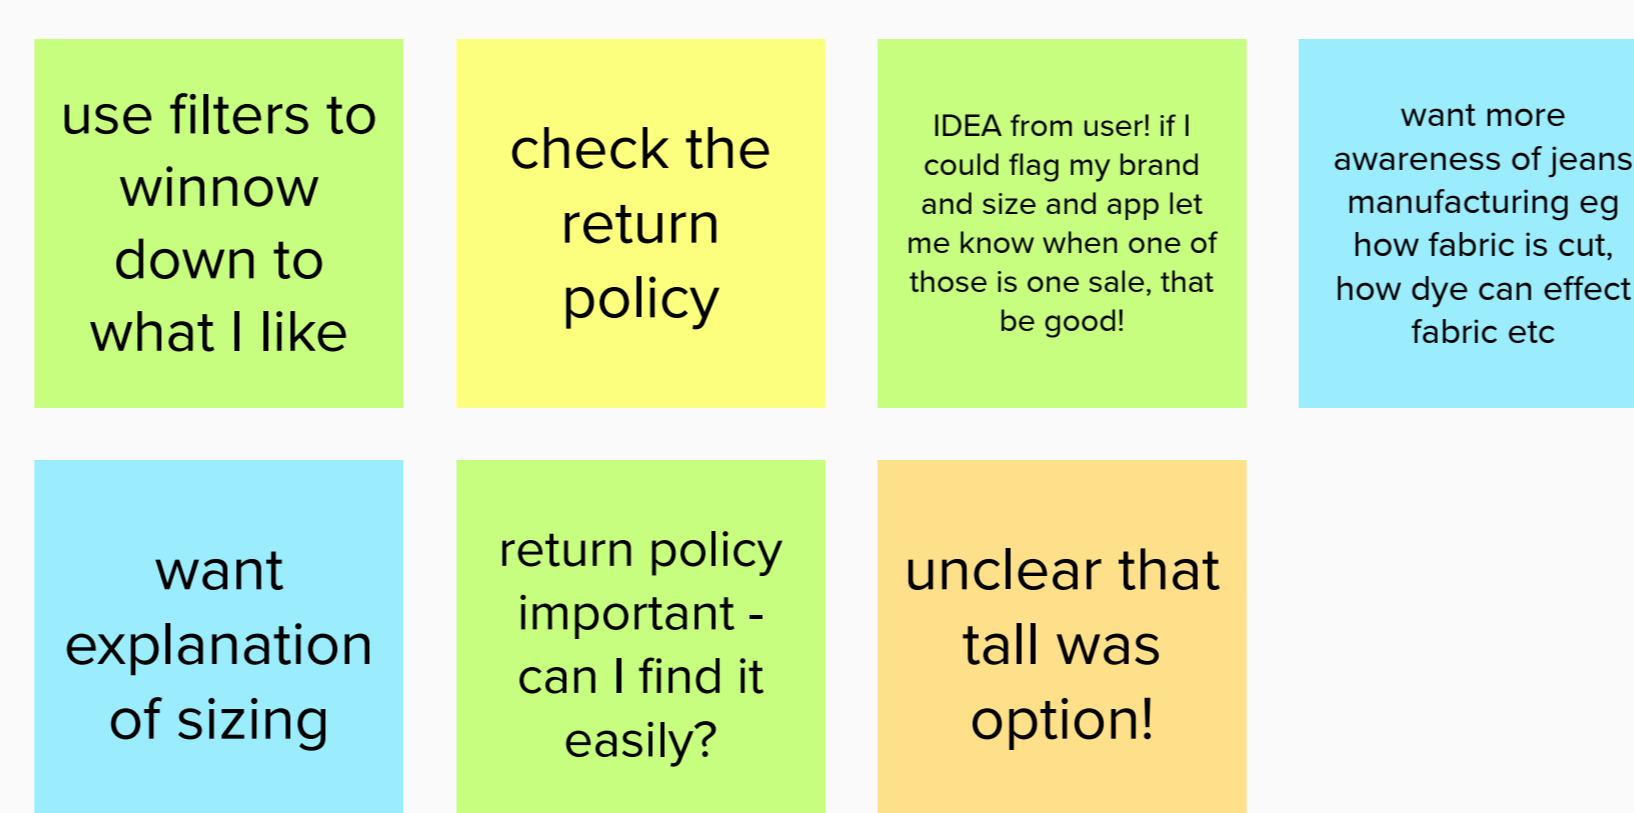 use filters to
winnow
down to
what I like
check the
return
policy
IDEA from user! if I
could flag my brand
and size and app let
me know when one of
those is one sale, that
be good!
want more
awareness of jeans
manufacturing eg
how fabric is cut,
how dye can effect
fabric etc
want
explanation
of sizing
return policy
important -
can I find it
easily?
unclear that
tall was
option!